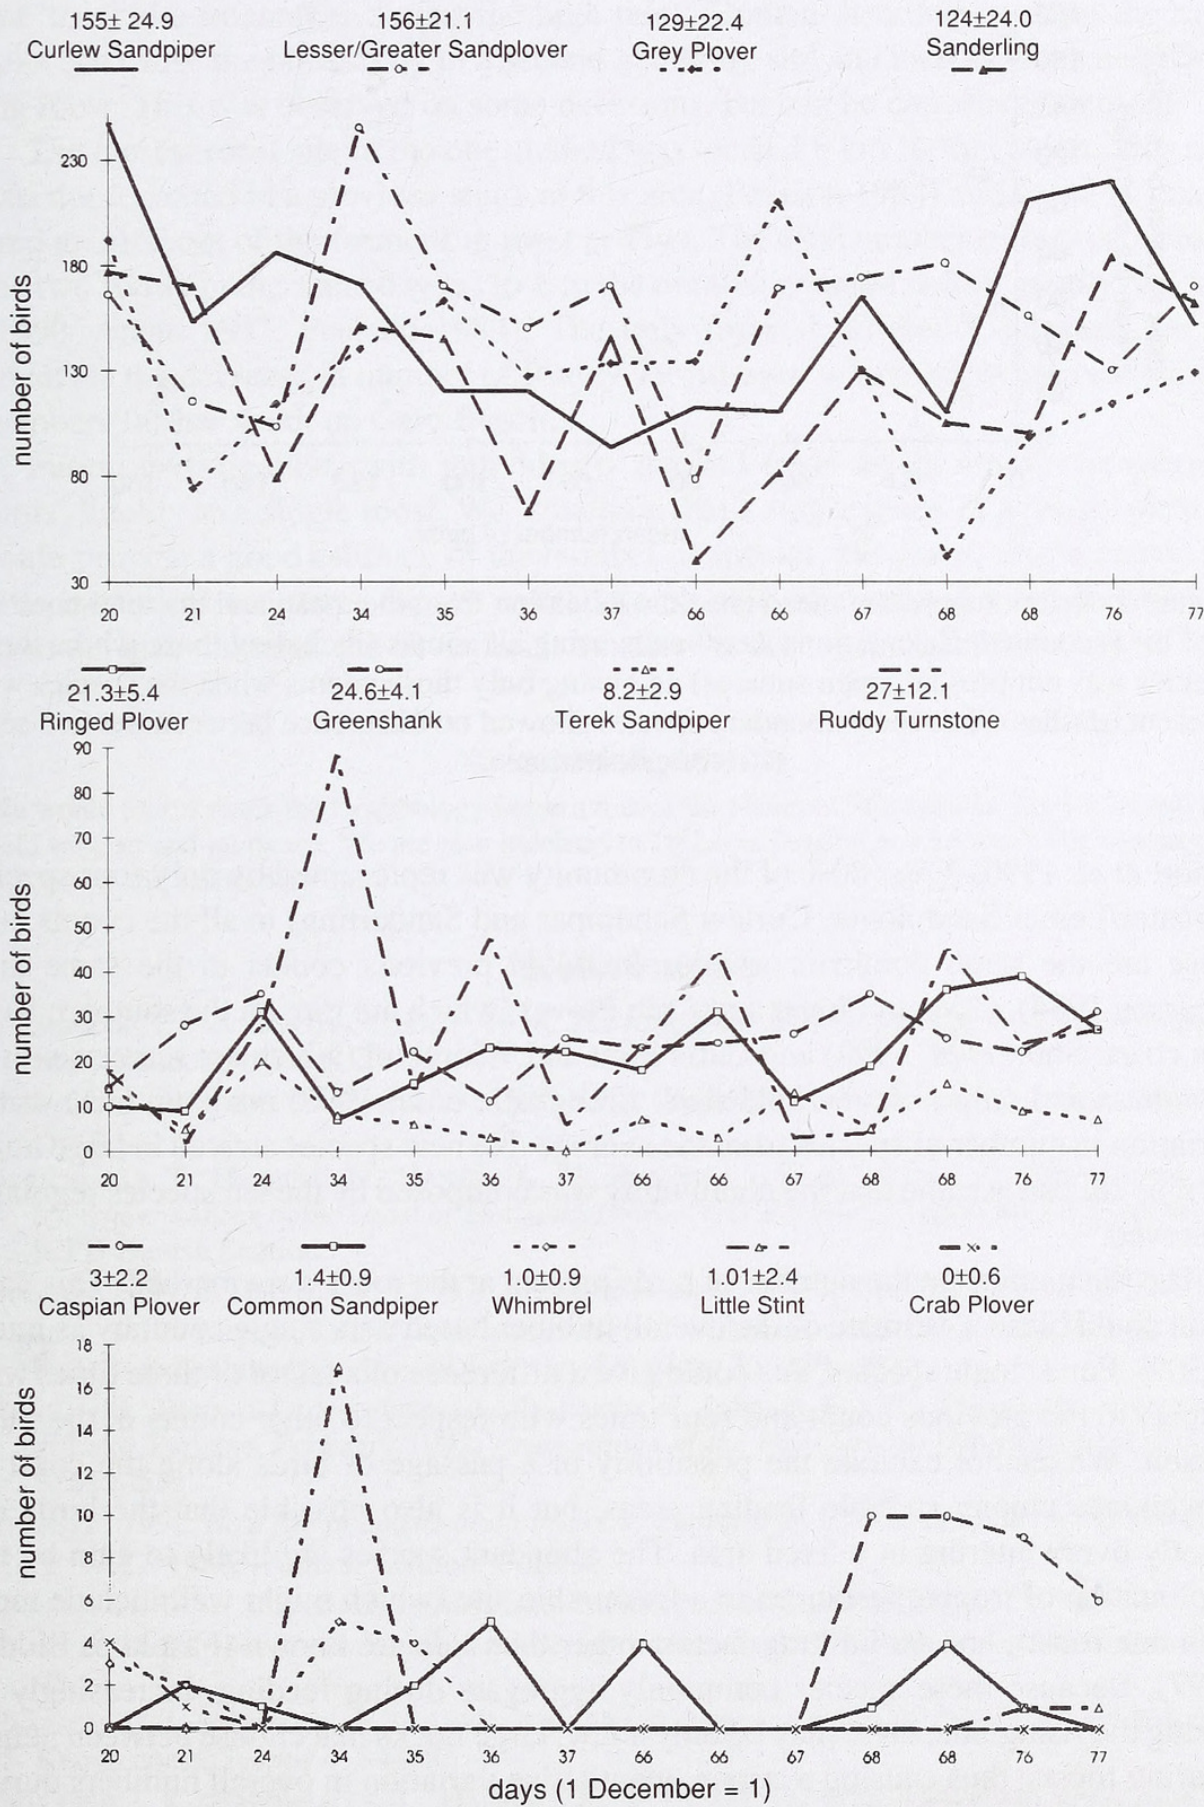 155± 24.9 156±21.1 129±22.4 124±24.0
Curlew Sandpiper Lesser/Greater Sandplover Grey Plover Sanderling
number of birds
230
180
130
80
30
20 21 24 34 35 36 37 66 66 67 68 68 76 77
21.3±5.4 24.6±4.1 8.2±2.9 27±12.1
Ringed Plover Greenshank Terek Sandpiper Ruddy Turnstone
number of birds
90
80
70
60
50
40
30
20
10
0
20 21 24 34 35 36 37 66 66 67 68 68 76 77
3±2.2 1.4±0.9 1.0±0.9 1.01±2.4 0±0.6
Caspian Plover Common Sandpiper Whimbrel Little Stint Crab Plover
number of birds
18
16
14
12
10
8
6
4
2
0
20 21 24 34 35 36 37 66 66 67 68 68 76 77
days (1 December = 1)